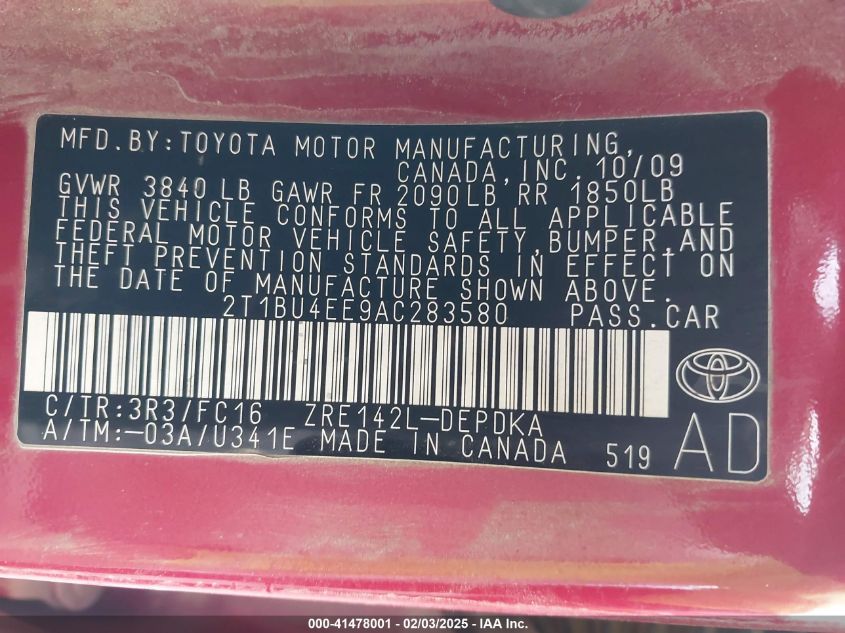 MFD.BY:TOYOTA MOTOR MANUFACTURING,
CANADA,INC. 10/09
GVWR 3840 LB GAWR FR 2090LB RR 1850LB
THIS VEHICLE CONFORMS TO ALL APPLICABLE
FEDERAL MOTOR VEHICLE SAFETY,BUMPER,AND
THEFT PREVENTION STANDARDS IN EFFECT ON
THE DATE OF MANUFACTURE SHOWN ABOVE.
2T1BU4EE9AC283580 PASS.CAR
C/TR:3R3/FC16 ZRE142L-DEPDKA
A/TM:-03A/U341E MADE IN CANADA 519 AD
000-41478001 - 02/03/2025 - IAA Inc.